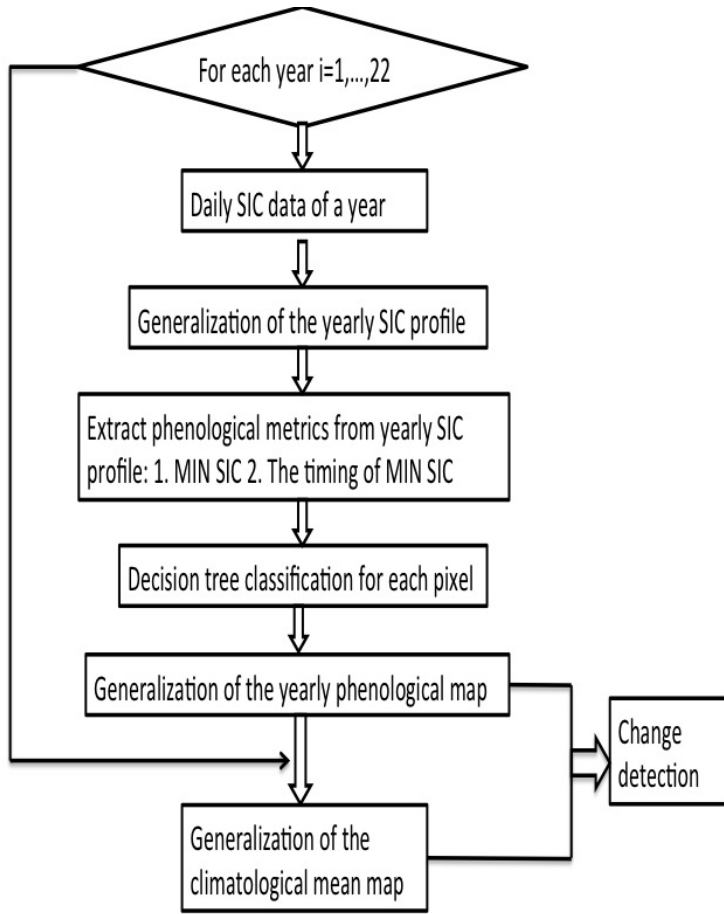 For each year i=1,...,22
Daily SIC data of a year
Generalization of the yearly SIC profile
Extract phenological metrics from yearly SIC
profile: 1. MIN SIC 2. The timing of MIN SIC
Decision tree classification for each pixel
Generalization of the yearly phenological map
Change
detection
Generalization of the
climatological mean map